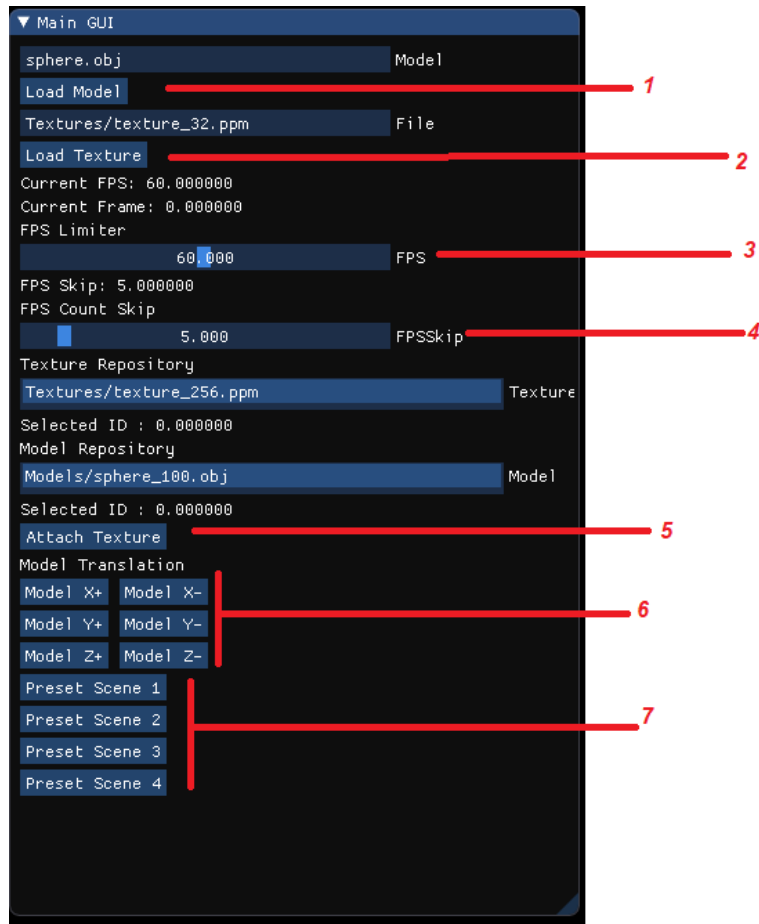 Main GUI
sphere.obj Model
Load Model 1
Textures/texture_32.ppm File
Load Texture 2
Current FPS: 60.000000
Current Frame: 0.000000
FPS Limiter
60.000 FPS 3
FPS Skip: 5.000000
FPS Count Skip
5.000 FPSSkip 4
Texture Repository
Textures/texture_256.ppm Texture
Selected ID : 0.000000
Model Repository
Models/sphere_100.obj Model
Selected ID : 0.000000
Attach Texture 5
Model Translation
Model X+ Model X-
Model Y+ Model Y- 6
Model Z+ Model Z-
Preset Scene 1
Preset Scene 2 7
Preset Scene 3
Preset Scene 4